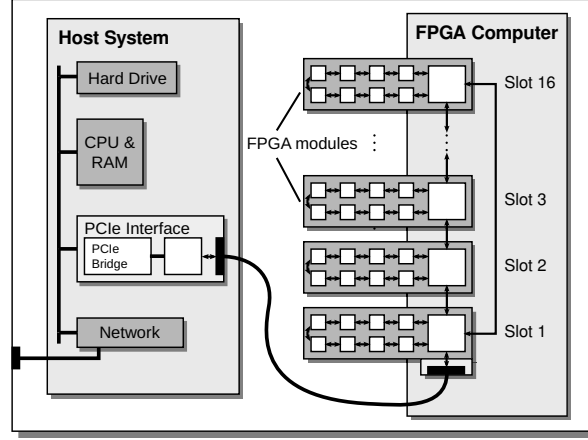 Host System
Hard Drive
CPU &
RAM
PCIe Interface
PCIe
Bridge
Network
FPGA modules
FPGA Computer
Slot 16
Slot 3
Slot 2
Slot 1